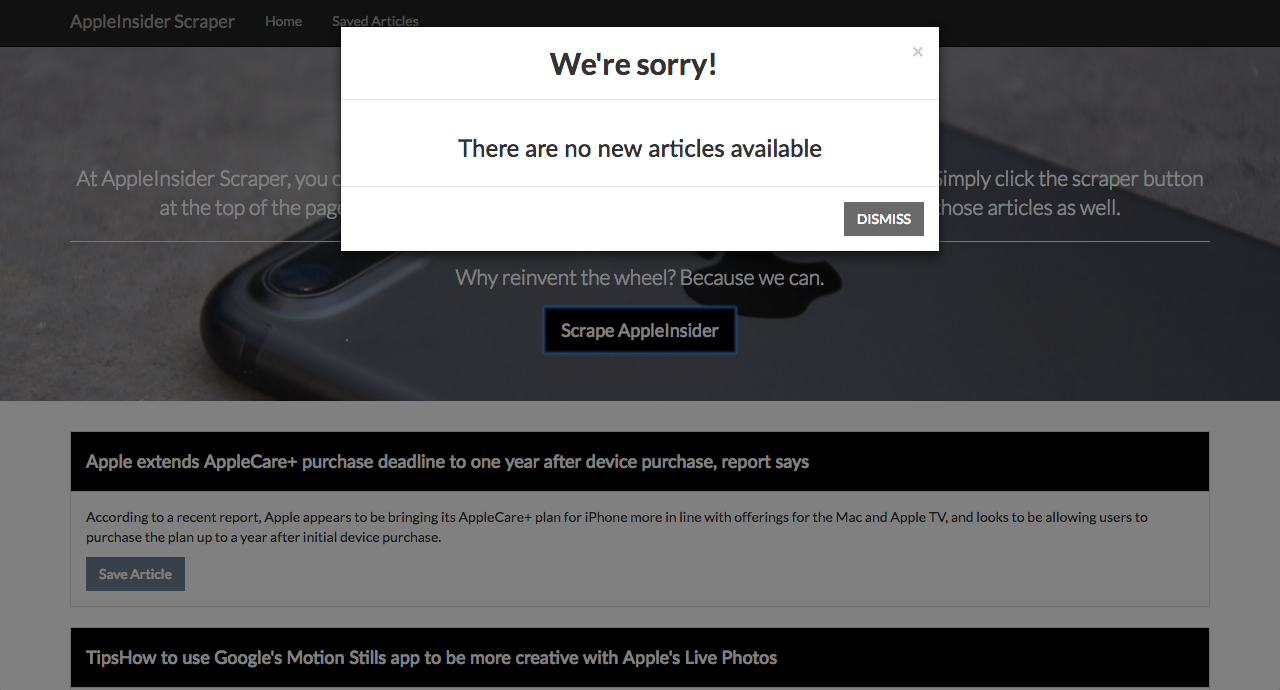 AppleInsider Scraper Home Saved Articles
We're sorry!
×
There are no new articles available
At AppleInsider Scraper, you Simply click the scraper button
at the top of the page those articles as well.
DISMISS
Why reinvent the wheel? Because we can.
Scrape AppleInsider
Apple extends AppleCare+ purchase deadline to one year after device purchase, report says
According to a recent report, Apple appears to be bringing its AppleCare+ plan for iPhone more in line with offerings for the Mac and Apple TV, and looks to be allowing users to
purchase the plan up to a year after initial device purchase.
Save Article
TipsHow to use Google's Motion Stills app to be more creative with Apple's Live Photos